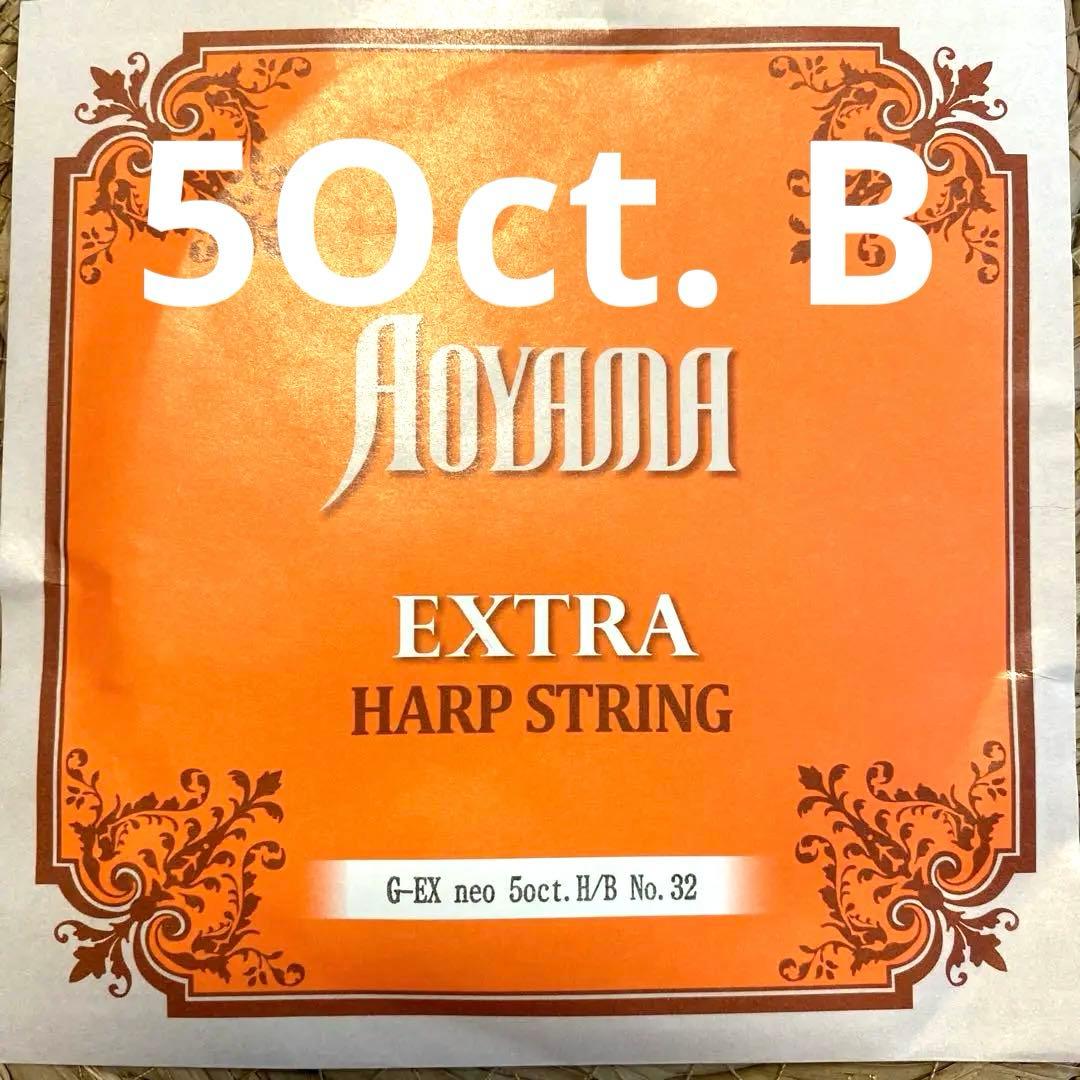 5Oct. B
AOYAMA
EXTRA
HARP STRING
G-EX neo 5oct.H/B No.32